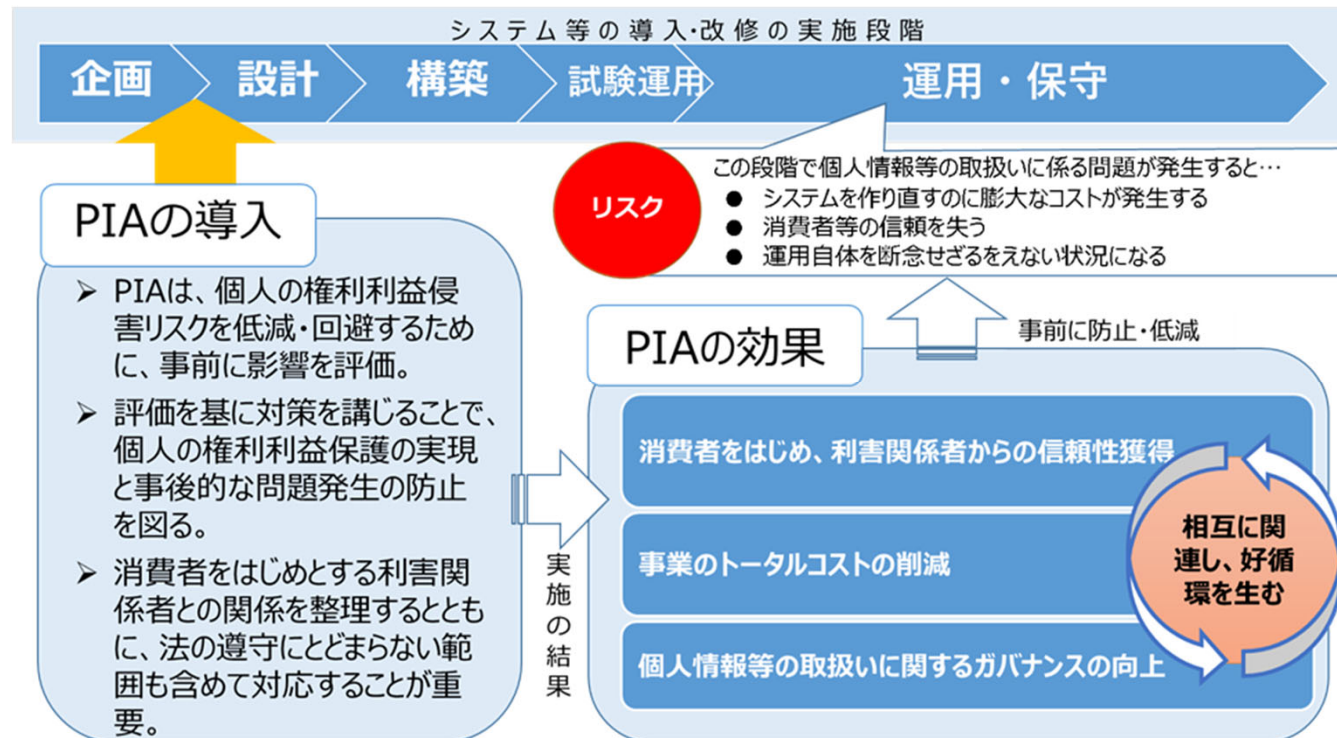 システム等の導入・改修の実施段階
企画
設計
構築
試験運用
運用・保守
PIAの導入
➢ PIAは、個人の権利利益侵
害リスクを低減・回避するため
に、事前に影響を評価。
➢ 評価を基に対策を講じることで、
個人の権利利益保護の実現
と事後的な問題発生の防止
を図る。
➢ 消費者をはじめとする利害関
係者との関係を整理するととも
に、法の遵守にとどまらない範
囲も含めて対応することが重
要。
実施の結果
リスク
この段階で個人情報等の取扱いに係る問題が発生すると…
● システムを作り直すのに膨大なコストが発生する
● 消費者等の信頼を失う
● 運用自体を断念せざるをえない状況になる
事前に防止・低減
PIAの効果
消費者をはじめ、利害関係者からの信頼性獲得
事業のトータルコストの削減
個人情報等の取扱いに関するガバナンスの向上
相互に関
連し、好循
環を生む